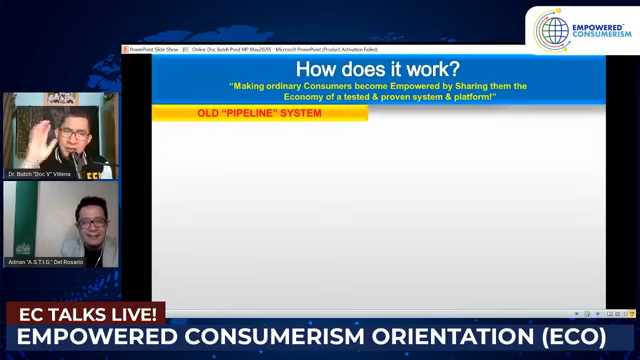 EMPOWERED
CONSUMERISM
PowerPoint Slide Show - [EC Online Doc Butch Prod-MP May2020] - Microsoft PowerPoint (Product Activation Failed)
How does it work?
"Making ordinary Consumers become Empowered by Sharing them the
Economy of a tested & proven system & platform!"
OLD "PIPELINE" SYSTEM
Dr. Butch "Doc V" Villena
Adrian "A.S.T.I.G." Del Rosario
EC TALKS LIVE!
EMPOWERED CONSUMERISM ORIENTATION (ECO)